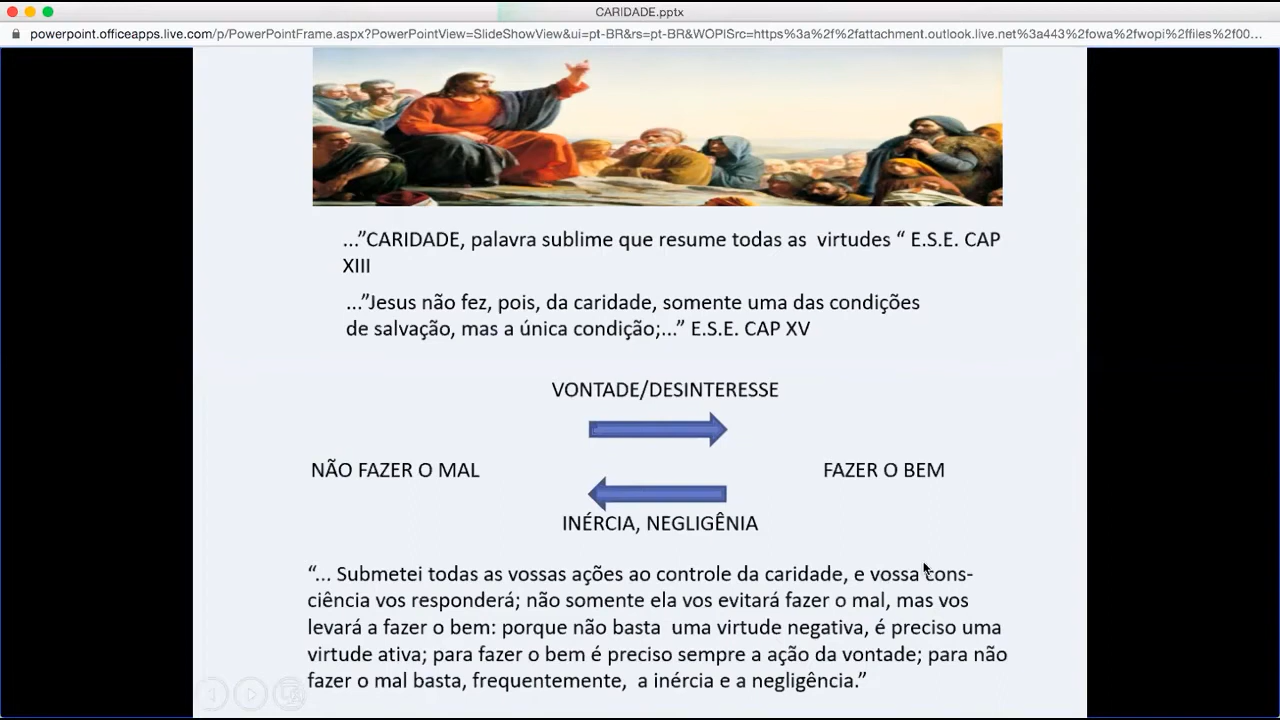 CARIDADE.pptx
powerpoint.officeapps.live.com/p/PowerPointFrame.aspx?PowerPointView=SlideShowView&ui=pt-BR&rs=pt-BR&WOPISrc=https%3a%2f%2fattachment.outlook.live.net%3a443%2fowa%2fwopi%2ffiles%2f00...
...”CARIDADE, palavra sublime que resume todas as virtudes “ E.S.E. CAP
XIII
...”Jesus não fez, pois, da caridade, somente uma das condições
de salvação, mas a única condição;...” E.S.E. CAP XV
VONTADE/DESINTERESSE
NÃO FAZER O MAL
FAZER O BEM
INÉRCIA, NEGLIGÊNIA
“... Submetei todas as vossas ações ao controle da caridade, e vossa cons-
ciência vos responderá; não somente ela vos evitará fazer o mal, mas vos
levará a fazer o bem: porque não basta uma virtude negativa, é preciso uma
virtude ativa; para fazer o bem é preciso sempre a ação da vontade; para não
fazer o mal basta, frequentemente, a inércia e a negligência.”